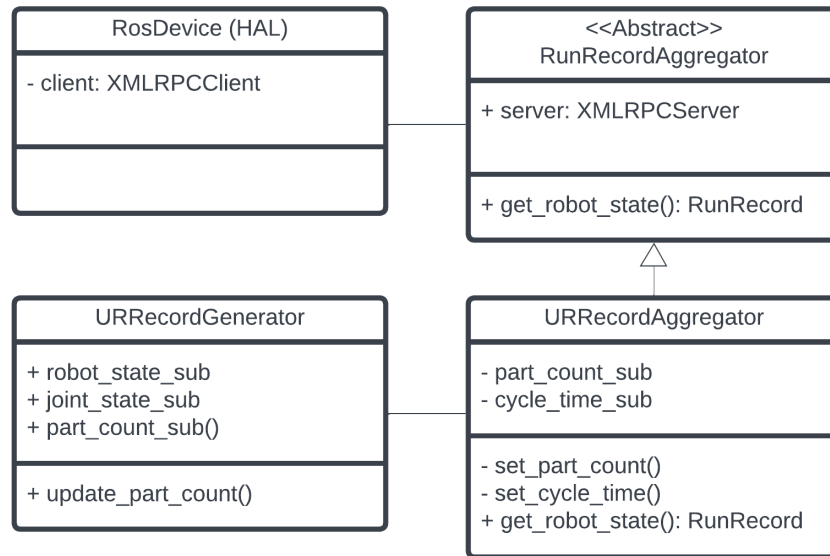 RosDevice (HAL)
- client: XMLRPCClient
<<Abstract>>
RunRecordAggregator
+ server: XMLRPCServer
+ get_robot_state(): RunRecord
URRecordGenerator
+ robot_state_sub
+ joint_state_sub
+ part_count_sub()
+ update_part_count()
URRecordAggregator
- part_count_sub
- cycle_time_sub
- set_part_count()
- set_cycle_time()
+ get_robot_state(): RunRecord